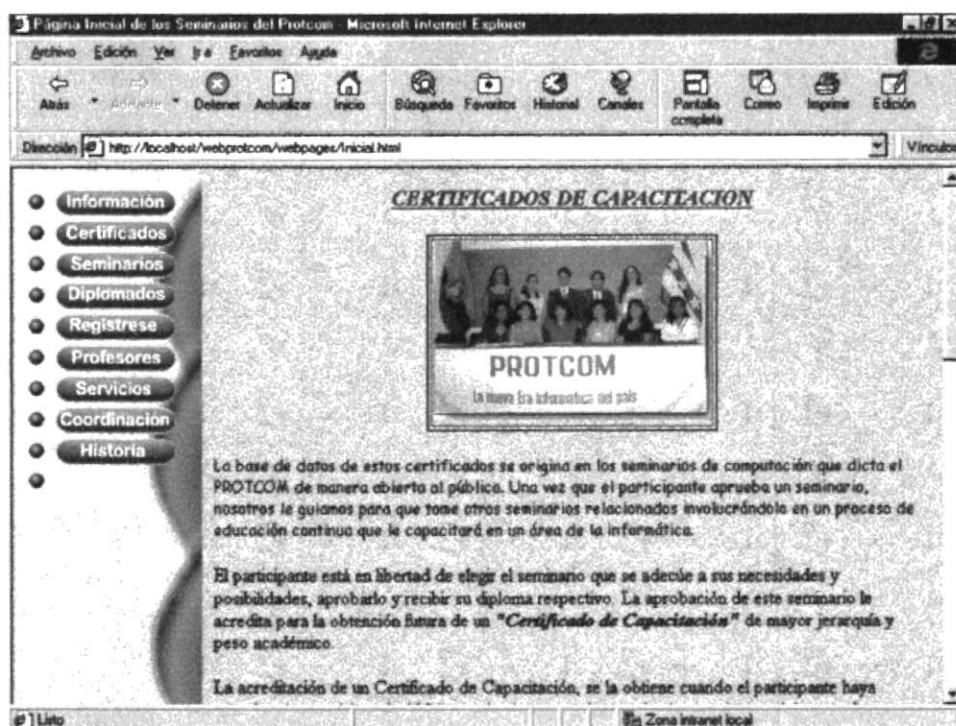 Página Inicial de los Seminarios del Protcom - Microsoft Internet Explorer
Archivo Edición Ver Ir a Favoritos Ayuda
Atrás Adelante Detener Actualizar Inicio Búsqueda Favoritos Historial Canales Pantalla completa Correo Imprimir Edición
Dirección http://localhost/webprotcom/webpages/Inicial.html Vínculos
Información
Certificados
Seminarios
Diplomados
Regístrese
Profesores
Servicios
Coordinación
Historia
CERTIFICADOS DE CAPACITACION
PROTCOM
La nueva Era Informática del país
La base de datos de estos certificados se origina en los seminarios de computación que dicta el
PROTCOM de manera abierta al público. Una vez que el participante aprueba un seminario,
nosotros le guiamos para que tome otros seminarios relacionados involucrándolo en un proceso de
educación continua que le capacitará en un área de la informática.
El participante está en libertad de elegir el seminario que se adecúe a sus necesidades y
posibilidades, aprobarlo y recibir su diploma respectivo. La aprobación de este seminario le
acredita para la obtención futura de un "Certificado de Capacitación" de mayor jerarquía y
peso académico.
La acreditación de un Certificado de Capacitación, se la obtiene cuando el participante haya
Listo Zona intranet local